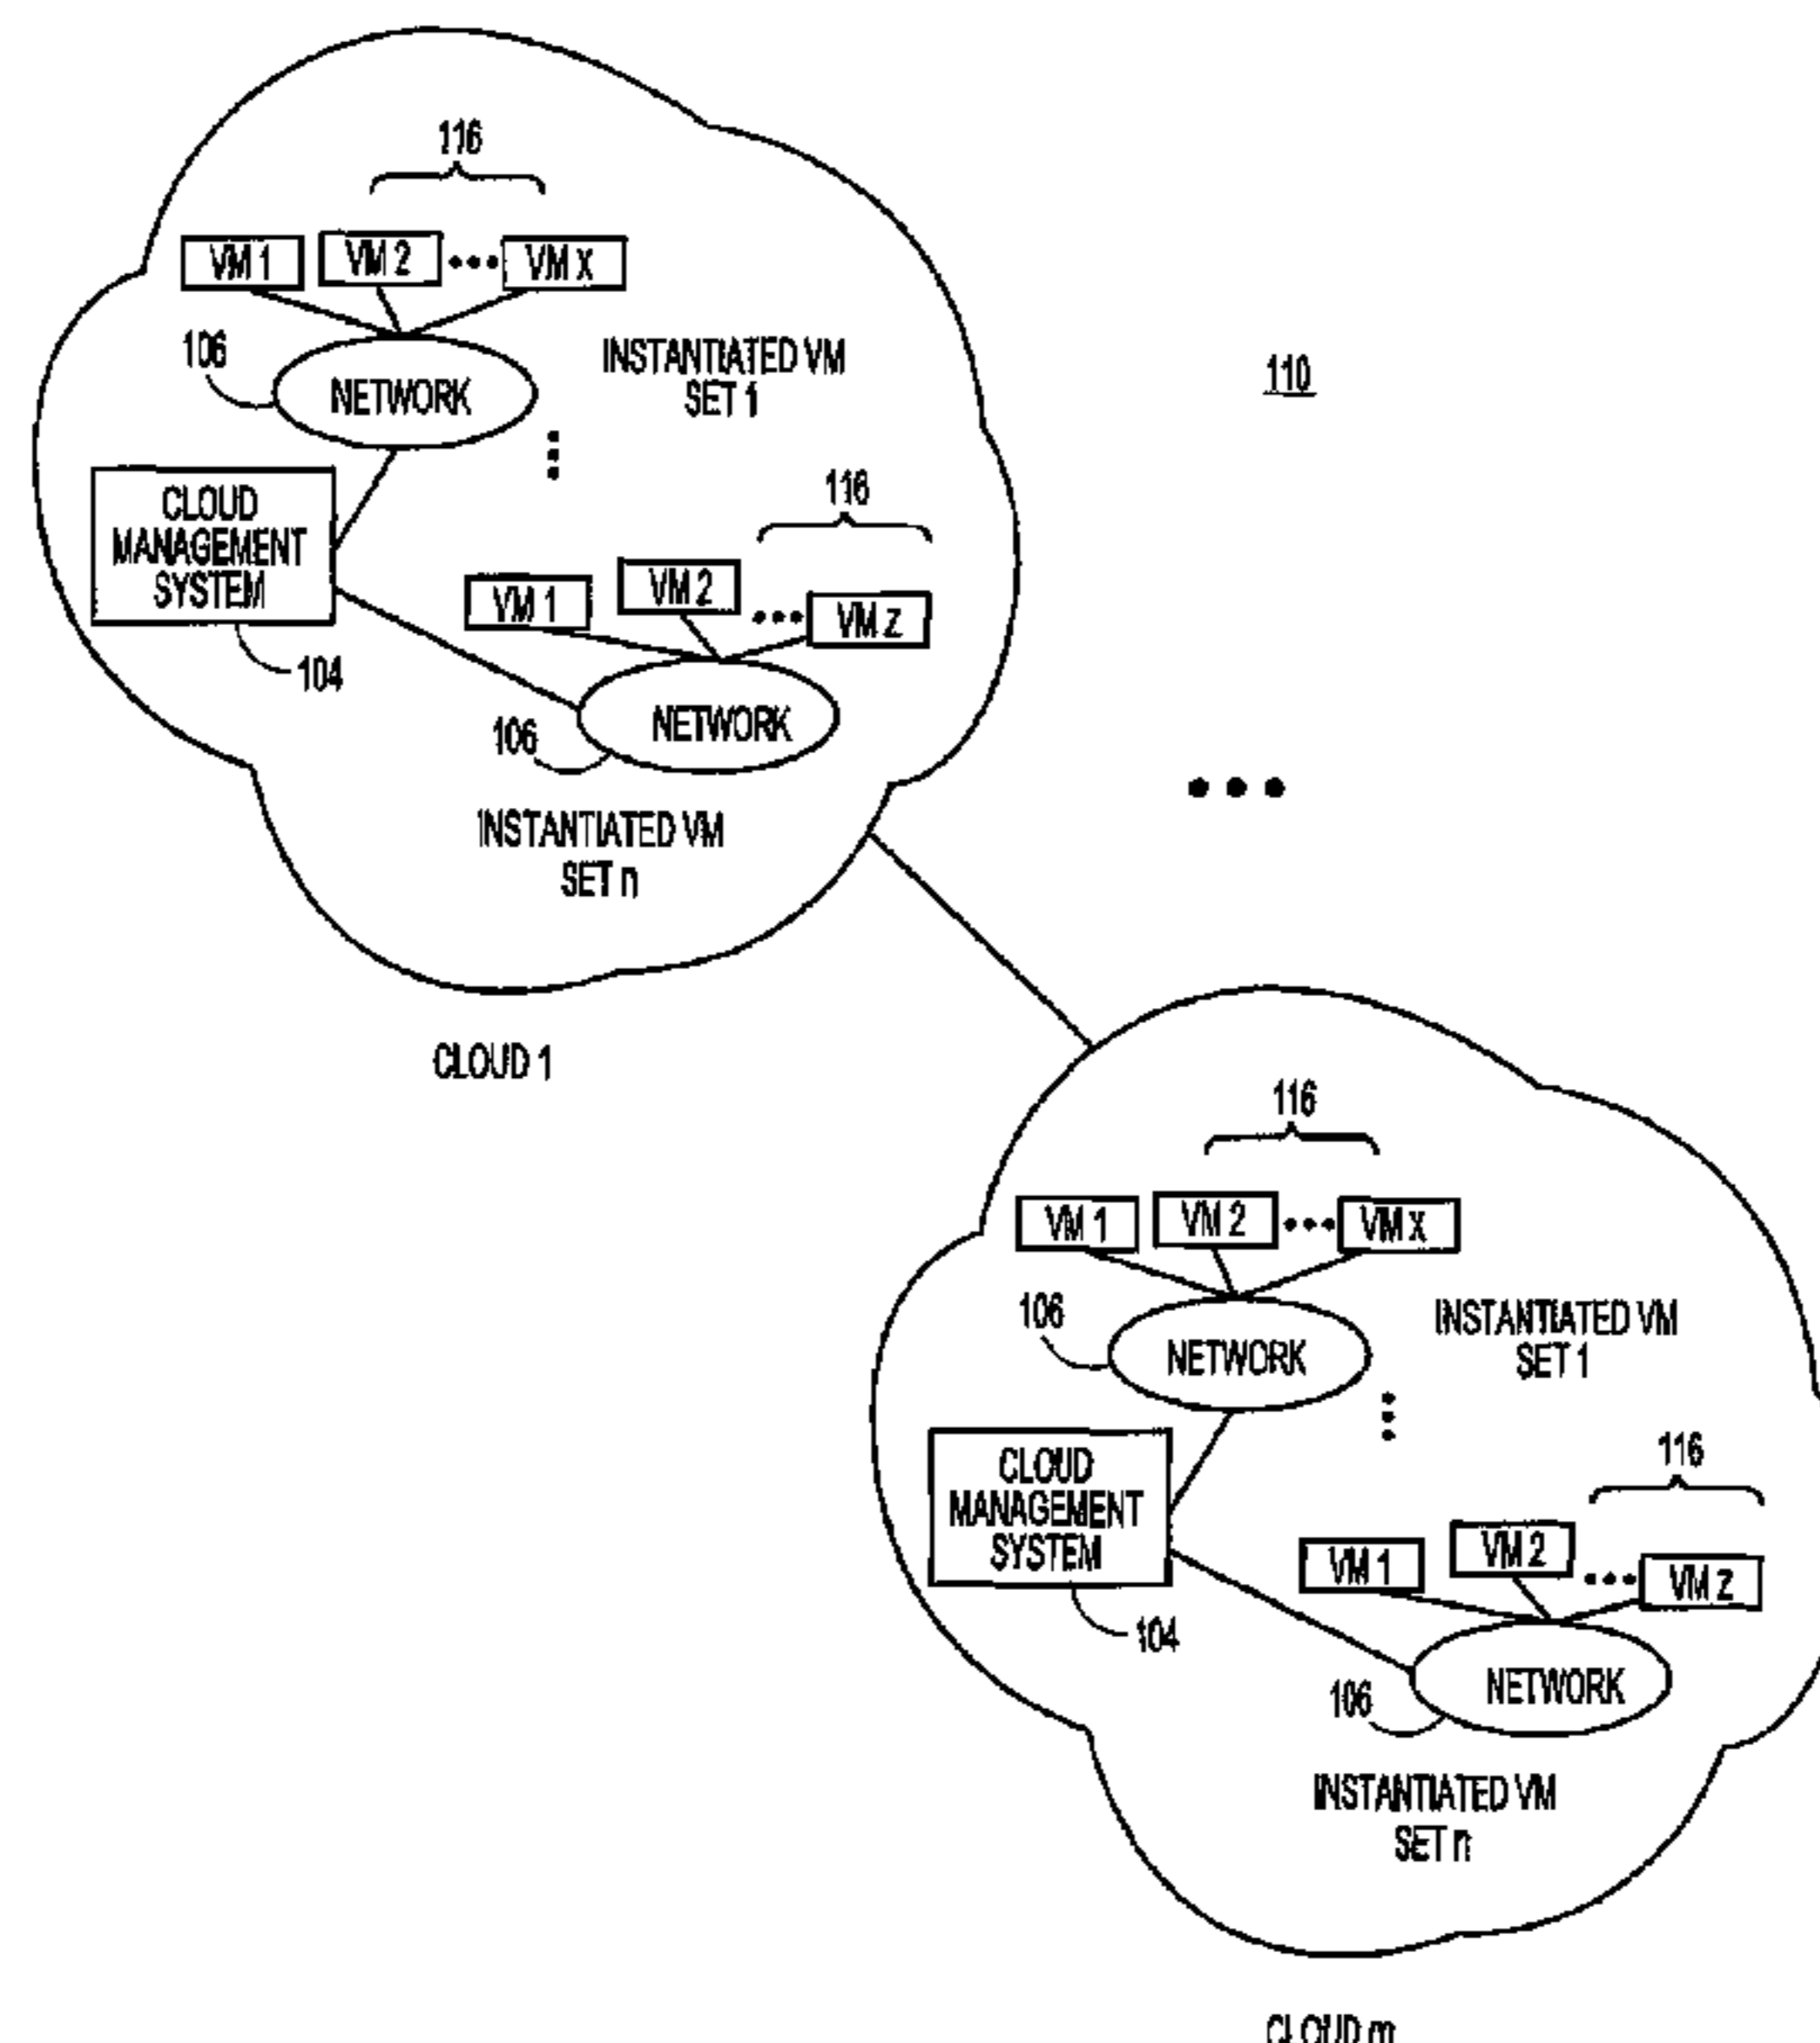 116
VM 1
VM 2
VM X
106
NETWORK
INSTANTIATED VM
SET 1
110
CLOUD
MANAGEMENT
SYSTEM
104
116
VM 1
VM 2
VM Z
NETWORK
106
INSTANTIATED VM
SET n
CLOUD 1
116
VM 1
VM 2
VM X
106
NETWORK
INSTANTIATED VM
SET 1
CLOUD
MANAGEMENT
SYSTEM
104
116
VM 1
VM 2
VM Z
NETWORK
106
INSTANTIATED VM
SET n
CLOUD m